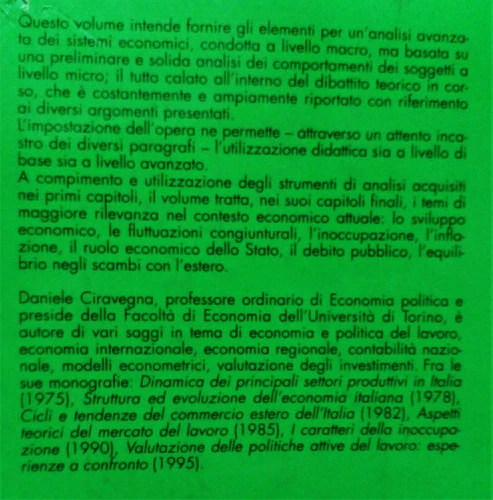 Questo volume intende fornire gli elementi per un'analisi avanza-
ta dei sistemi economici, condotta a livello macro, ma basata su
una preliminare e solida analisi dei comportamenti dei soggetti a
livello micro; il tutto calato all'interno del dibattito teorico in cor-
so, che è costantemente e ampiamente riportato con riferimento
ai diversi argomenti presentati.
L'impostazione dell'opera ne permette – attraverso un attento inca-
stro dei diversi paragrafi – l'utilizzazione didattica sia a livello di
base sia a livello avanzato.
A compimento e utilizzazione degli strumenti di analisi acquisiti
nei primi capitoli, il volume tratta, nei suoi capitoli finali, i temi di
maggiore rilevanza nel contesto economico attuale: lo sviluppo
economico, le fluttuazioni congiunturali, l'inoccupazione, l'infla-
zione, il ruolo economico dello Stato, il debito pubblico, l'equili-
brio negli scambi con l'estero.
Daniele Ciravegna, professore ordinario di Economia politica e
preside della Facoltà di Economia dell'Università di Torino, è
autore di vari saggi in tema di economia e politica del lavoro,
economia internazionale, economia regionale, contabilità nazio-
nale, modelli econometrici, valutazione degli investimenti. Fra le
sue monografie: Dinamica dei principali settori produttivi in Italia
(1975), Struttura ed evoluzione dell'economia italiana (1978),
Cicli e tendenze del commercio estero dell'Italia (1982), Aspetti
teorici del mercato del lavoro (1985), I caratteri della inoccupa-
zione (1990), Valutazione delle politiche attive del lavoro: espe-
rienze a confronto (1995).